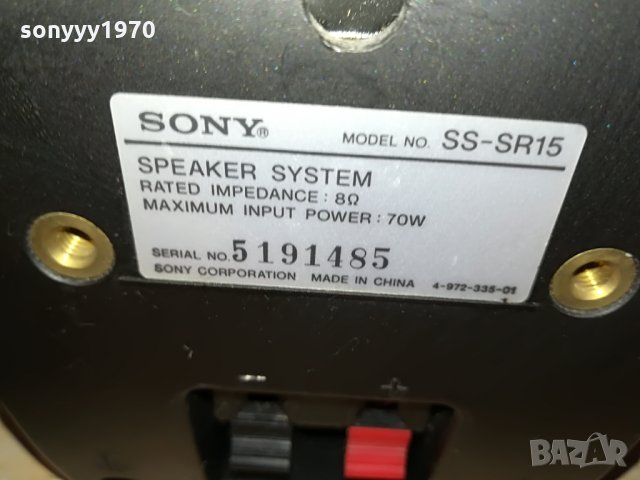 sonyyy1970
SONY®
MODEL NO. SS-SR15
SPEAKER SYSTEM
RATED IMPEDANCE : 8Ω
MAXIMUM INPUT POWER : 70W
SERIAL NO. 5191485
SONY CORPORATION MADE IN CHINA 4-972-335-01
1
− +
BAZAR